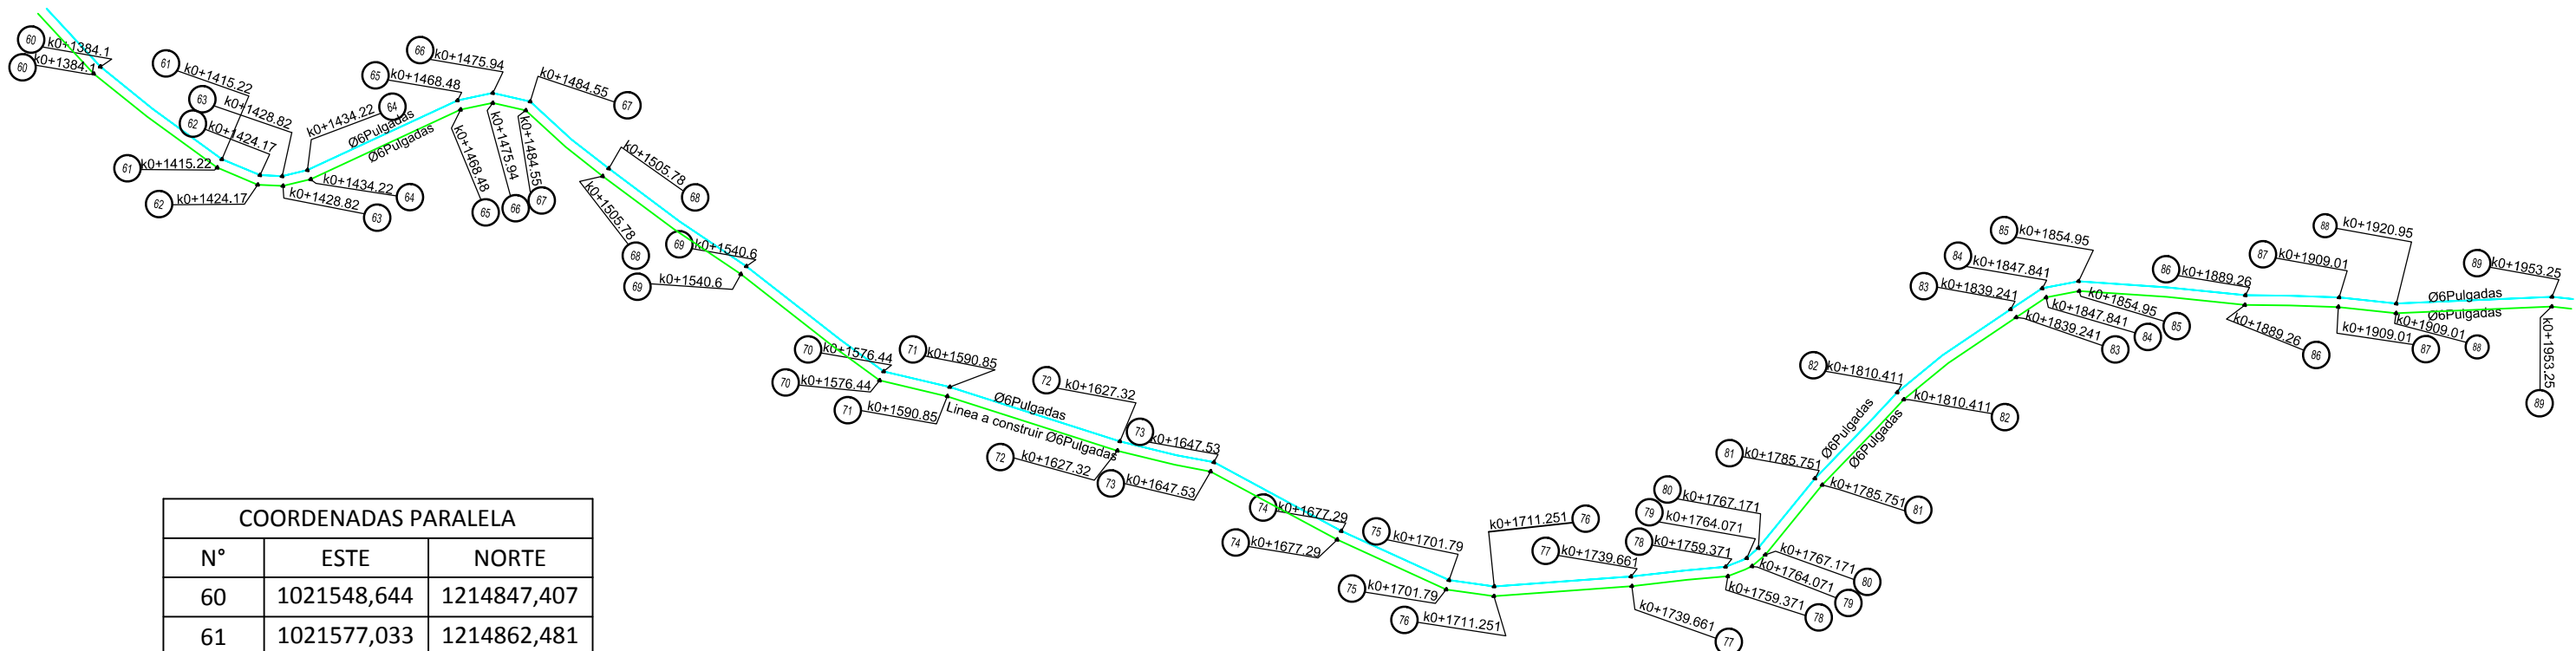 60 k0+1384.1
60 k0+1384.1
61 k0+1415.22
63 k0+1428.82
62 k0+1424.17
61 k0+1415.22
62 k0+1424.17
k0+1434.22 64
k0+1434.22 64
k0+1428.82 63
Ø6Pulgadas
Ø6Pulgadas
66 k0+1475.94
65 k0+1468.48
k0+1484.55 67
k0+1468.48 65
k0+1475.94 66
k0+1484.55 67
k0+1505.78 68
k0+1505.78 68
69 k0+1540.6
69 k0+1540.6
70 k0+1576.44
70 k0+1576.44
71 k0+1590.85
71 k0+1590.85
Ø6Pulgadas
Linea a construir Ø6Pulgadas
72 k0+1627.32
72 k0+1627.32
73 k0+1647.53
73 k0+1647.53
74 k0+1677.29
74 k0+1677.29
75 k0+1701.79
75 k0+1701.79
k0+1711.251 76
76 k0+1711.251
77 k0+1739.661
k0+1739.661 77
80 k0+1767.171
79 k0+1764.071
78 k0+1759.371
k0+1767.171 80
k0+1764.071 79
k0+1759.371 78
81 k0+1785.751
k0+1785.751 81
Ø6Pulgadas
Ø6Pulgadas
82 k0+1810.411
k0+1810.411 82
85 k0+1854.95
84 k0+1847.841
83 k0+1839.241
k0+1854.95 85
k0+1847.841 84
k0+1839.241 83
86 k0+1889.26
k0+1889.26 86
87 k0+1909.01
k0+1909.01 87
88 k0+1920.95
k0+1909.01 88
89 k0+1953.25
k0+1953.25 89
Ø6Pulgadas
Ø6Pulgadas
COORDENADAS PARALELA
N° ESTE NORTE
60 1021548,644 1214847,407
61 1021577,033 1214862,481